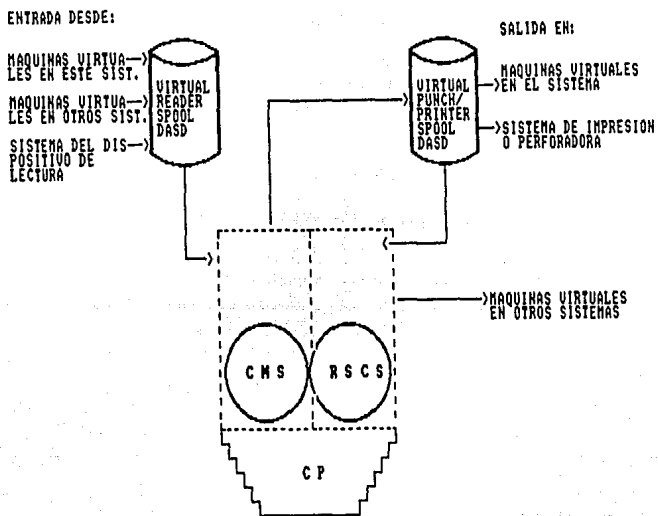 ENTRADA DESDE:
MAQUINAS VIRTUA
LES EN ESTE SIST.
MAQUINAS VIRTUA
LES EN OTROS SIST.
SISTEMA DEL DIS
POSITIVO DE
LECTURA
VIRTUAL
READER
SPOOL
DASD
SALIDA EN:
VIRTUAL
PUNCH/
PRINTER
SPOOL
DASD
MAQUINAS VIRTUALES
EN EL SISTEMA
SISTEMA DE IMPRESION
O PERFORADORA
MAQUINAS VIRTUALES
EN OTROS SISTEMAS
CMS
RSCS
CP